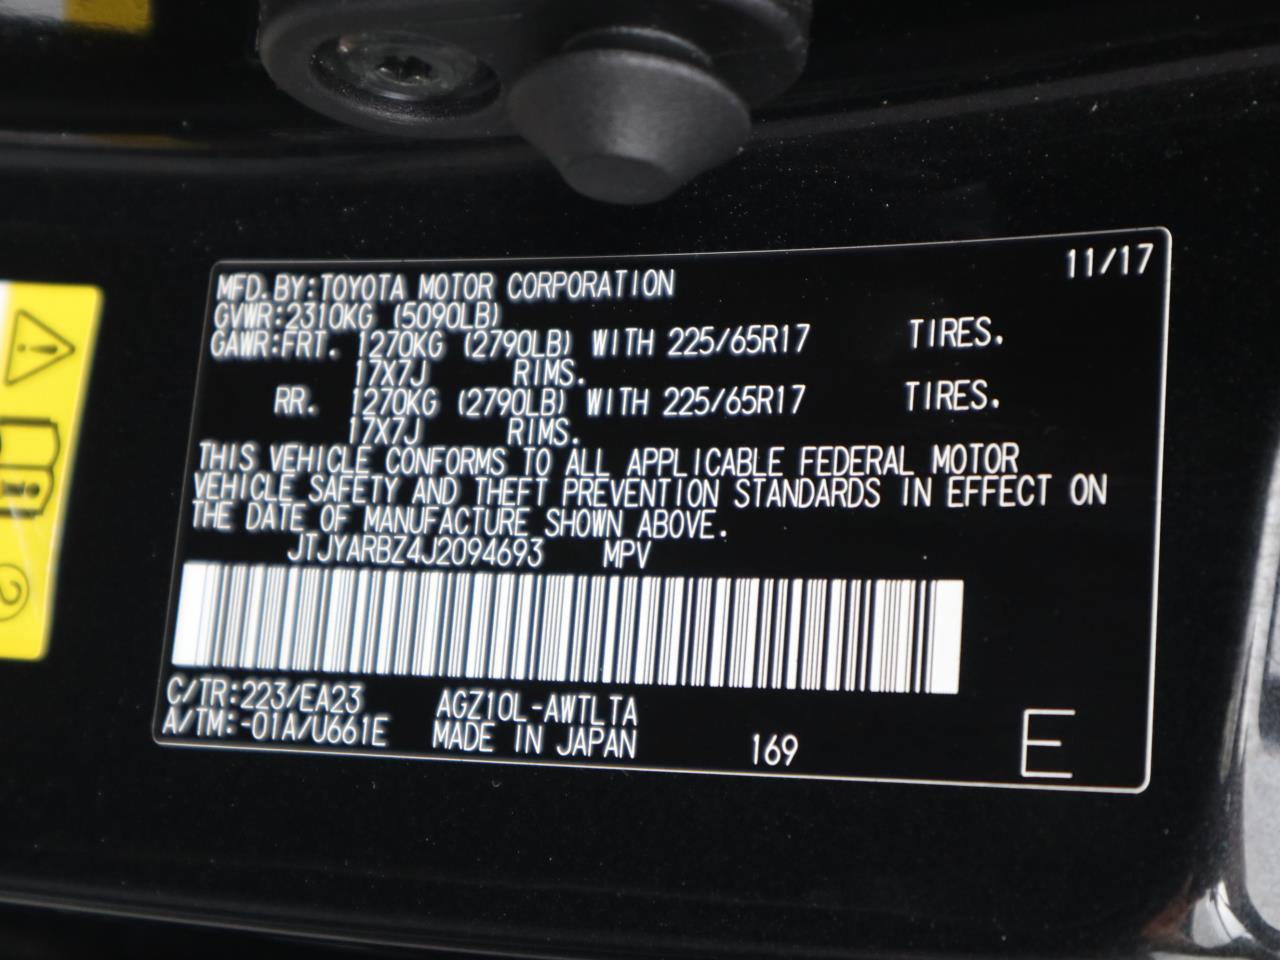 11/17
MFD.BY:TOYOTA MOTOR CORPORATION
GVWR:2310KG (5090LB)
GAWR:FRT. 1270KG (2790LB) WITH 225/65R17 TIRES.
17X7J RIMS.
RR. 1270KG (2790LB) WITH 225/65R17 TIRES.
17X7J RIMS.
THIS VEHICLE CONFORMS TO ALL APPLICABLE FEDERAL MOTOR
VEHICLE SAFETY AND THEFT PREVENTION STANDARDS IN EFFECT ON
THE DATE OF MANUFACTURE SHOWN ABOVE.
JTJYARBZ4J2094693 MPV
C/TR:223/EA23 AGZ10L-AWTLTA
A/TM:-01A/U661E MADE IN JAPAN 169 E
2